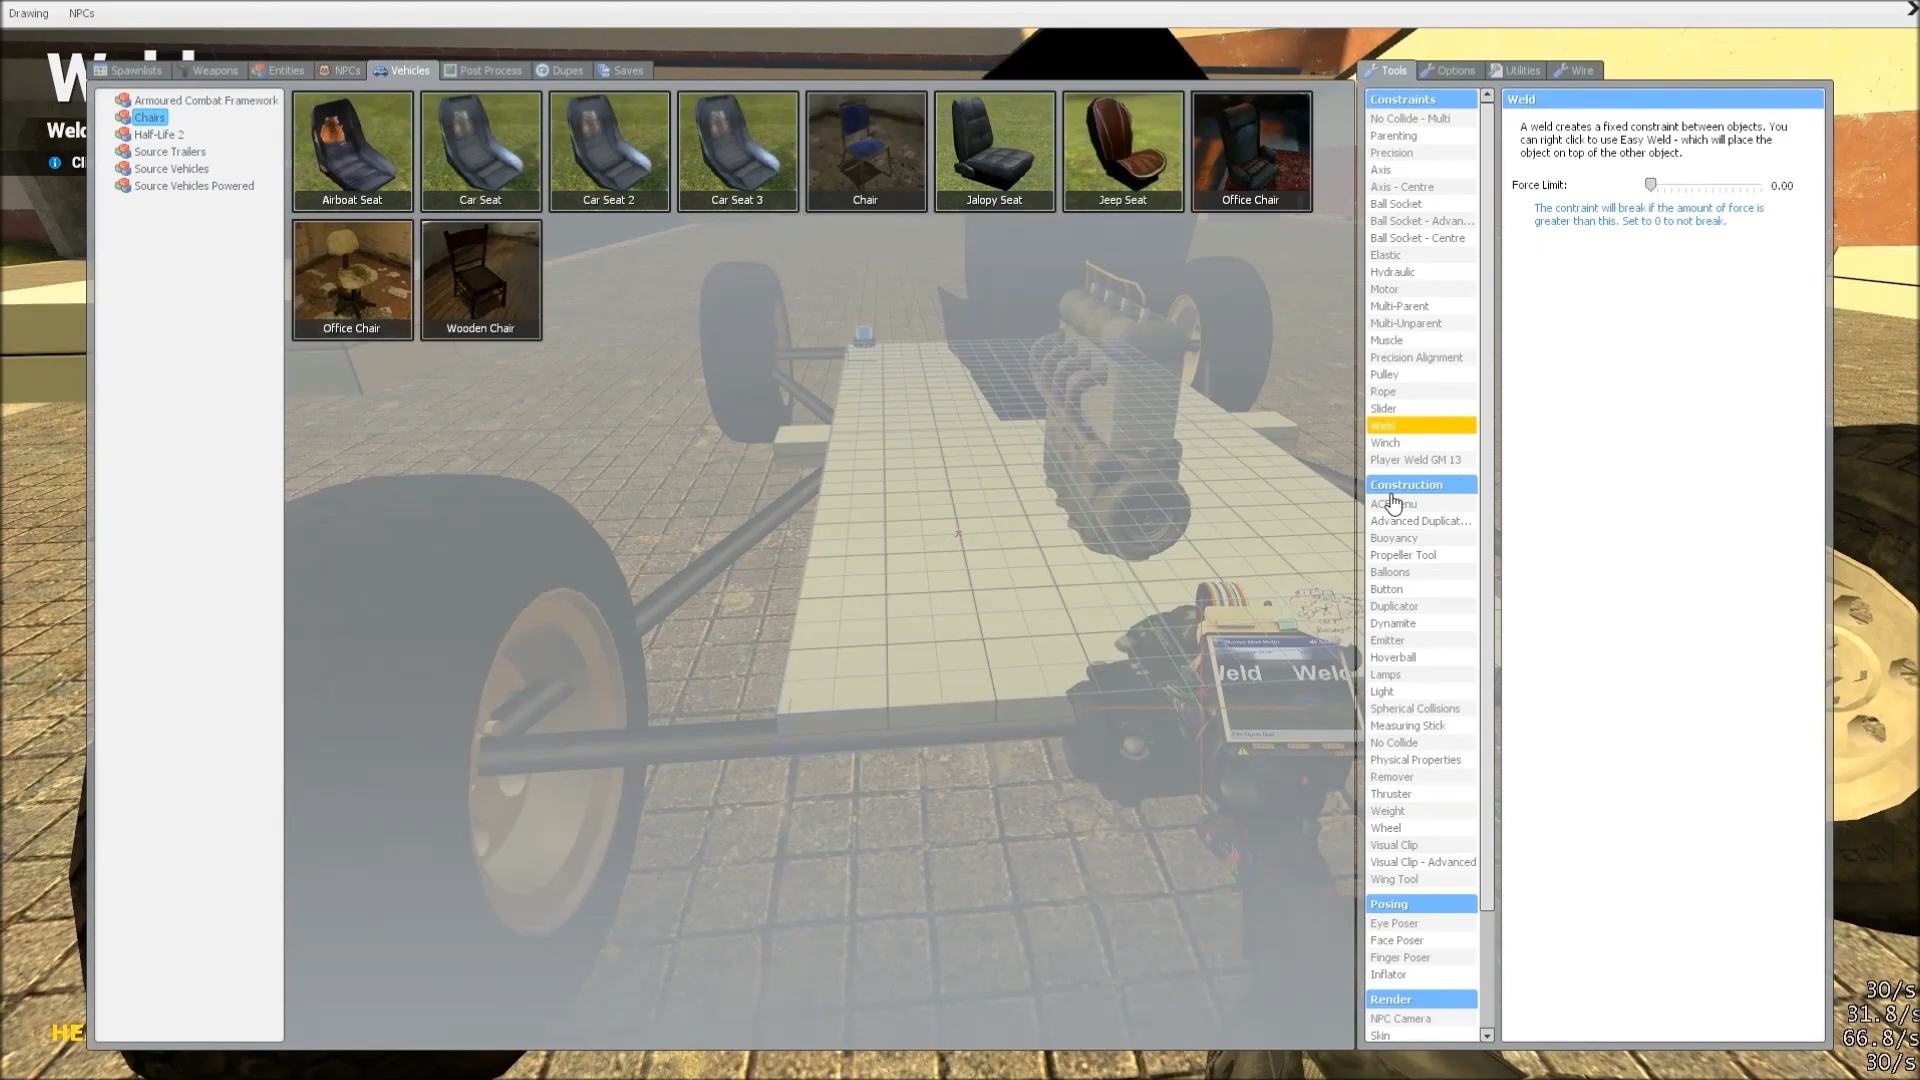 Drawing NPCs
Spawnlists Weapons Entities NPCs Vehicles Post Process Dupes Saves
Tools Options Utilities Wire
Armoured Combat Framework
Chairs
Half-Life 2
Source Trailers
Source Vehicles
Source Vehicles Powered
Airboat Seat
Car Seat
Car Seat 2
Car Seat 3
Chair
Jalopy Seat
Jeep Seat
Office Chair
Office Chair
Wooden Chair
Constraints
No Collide - Multi
Parenting
Precision
Axis
Axis - Centre
Ball Socket
Ball Socket - Advan...
Ball Socket - Centre
Elastic
Hydraulic
Motor
Multi-Parent
Multi-Unparent
Muscle
Precision Alignment
Pulley
Rope
Slider
Weld
Winch
Player Weld GM 13
Construction
Advanced Duplicat...
Buoyancy
Propeller Tool
Balloons
Button
Duplicator
Dynamite
Emitter
Hoverball
Lamps
Light
Spherical Collisions
Measuring Stick
No Collide
Physical Properties
Remover
Thruster
Weight
Wheel
Visual Clip
Visual Clip - Advanced
Wing Tool
Posing
Eye Poser
Face Poser
Finger Poser
Inflator
Render
NPC Camera
Skin
Weld
A weld creates a fixed constraint between objects. You
can right click to use Easy Weld - which will place the
object on top of the other object.
Force Limit: 0.00
The contraint will break if the amount of force is
greater than this. Set to 0 to not break.
30/s
31.8/s
66.8/s
30/s